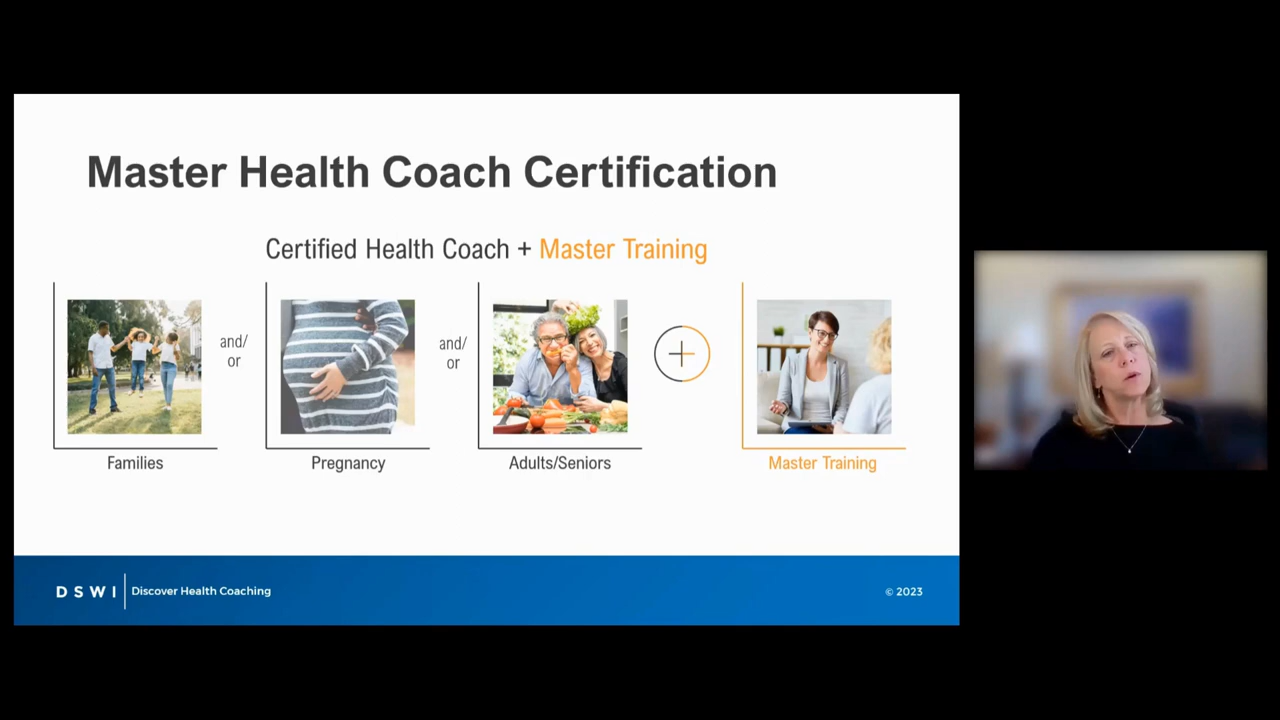 Master Health Coach Certification
Certified Health Coach + Master Training
and/
or
and/
or
Families
Pregnancy
Adults/Seniors
Master Training
DSWI | Discover Health Coaching
© 2023